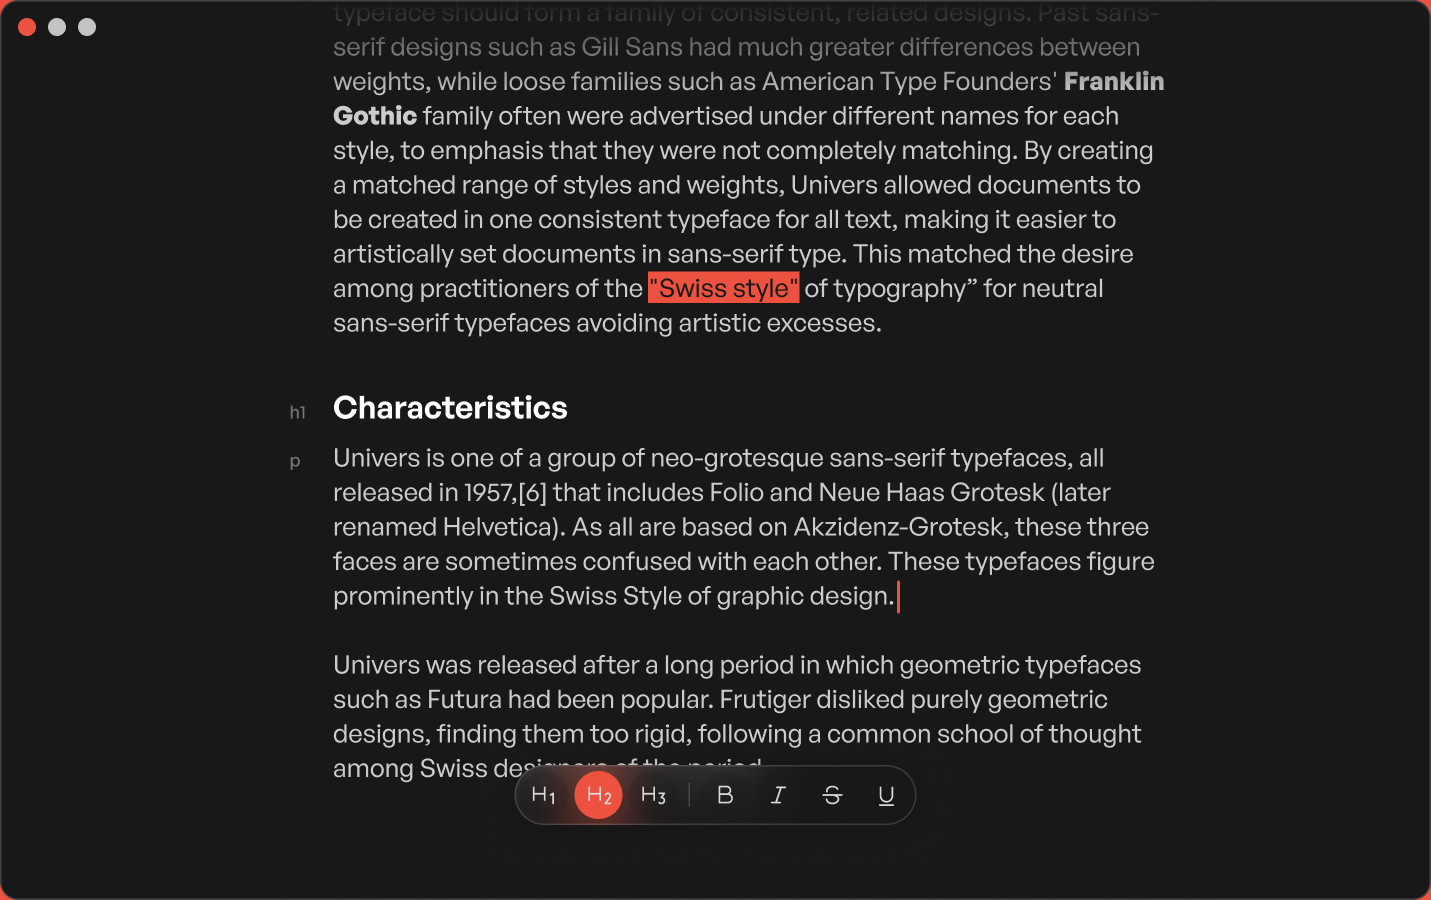 typeface should form a family of consistent, related designs. Past sans-
serif designs such as Gill Sans had much greater differences between
weights, while loose families such as American Type Founders' Franklin
Gothic family often were advertised under different names for each
style, to emphasis that they were not completely matching. By creating
a matched range of styles and weights, Univers allowed documents to
be created in one consistent typeface for all text, making it easier to
artistically set documents in sans-serif type. This matched the desire
among practitioners of the "Swiss style" of typography” for neutral
sans-serif typefaces avoiding artistic excesses.
h1 Characteristics
p Univers is one of a group of neo-grotesque sans-serif typefaces, all
released in 1957,[6] that includes Folio and Neue Haas Grotesk (later
renamed Helvetica). As all are based on Akzidenz-Grotesk, these three
faces are sometimes confused with each other. These typefaces figure
prominently in the Swiss Style of graphic design.
Univers was released after a long period in which geometric typefaces
such as Futura had been popular. Frutiger disliked purely geometric
designs, finding them too rigid, following a common school of thought
among Swiss designers of the period.
H1 H2 H3 B I S U